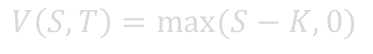 V(S, T) = max(S − K, 0)